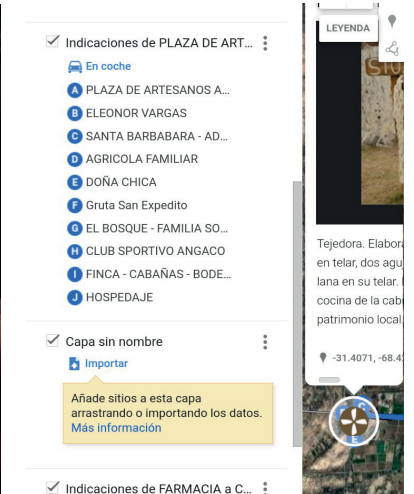 Indicaciones de PLAZA DE ART...
En coche
A PLAZA DE ARTESANOS A...
B ELEONOR VARGAS
C SANTA BARBABARA - AD...
D AGRICOLA FAMILIAR
E DOÑA CHICA
F Gruta San Expedito
G EL BOSQUE - FAMILIA SO...
H CLUB SPORTIVO ANGACO
I FINCA - CABAÑAS - BODE...
J HOSPEDAJE
Capa sin nombre
Importar
Añade sitios a esta capa
arrastrando o importando los datos.
Más información
Indicaciones de FARMACIA a C...
LEYENDA
Tejedora. Elabor
en telar, dos agu
lana en su telar.
cocina de la cab
patrimonio local
-31.4071, -68.4
C
E